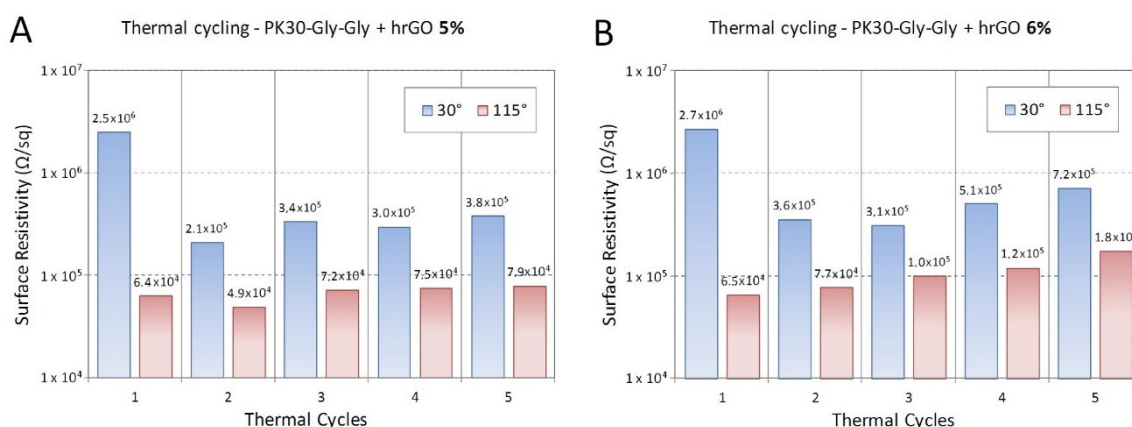 A
Thermal cycling - PK30-Gly-Gly + hrGO 5%
Surface Resistivity (Ω/sq)
1 x 10⁷
1 x 10⁶
1 x 10⁵
1 x 10⁴
30° 115°
2.5x10⁶
6.4x10⁴
2.1x10⁵
4.9x10⁴
3.4x10⁵
7.2x10⁴
3.0x10⁵
7.5x10⁴
3.8x10⁵
7.9x10⁴
1 2 3 4 5
Thermal Cycles
B
Thermal cycling - PK30-Gly-Gly + hrGO 6%
Surface Resistivity (Ω/sq)
1 x 10⁷
1 x 10⁶
1 x 10⁵
1 x 10⁴
30° 115°
2.7x10⁶
6.5x10⁴
3.6x10⁵
7.7x10⁴
3.1x10⁵
1.0x10⁵
5.1x10⁵
1.2x10⁵
7.2x10⁵
1.8x10
1 2 3 4 5
Thermal Cycles